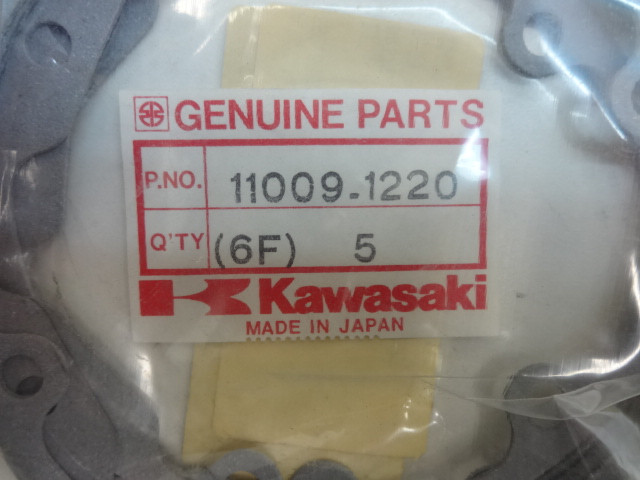 GENUINE PARTS
P.NO. 11009-1220
Q'TY (6F) 5
Kawasaki
MADE IN JAPAN